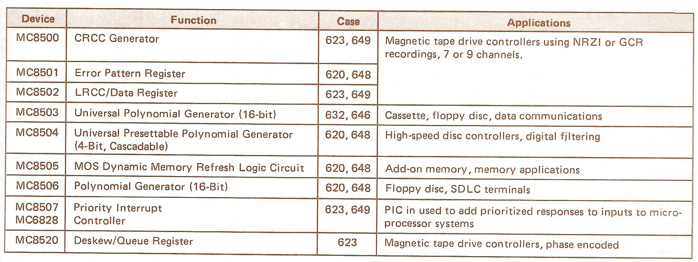 Device Function Case Applications
MC8500 CRCC Generator 623, 649 Magnetic tape drive controllers using NRZI or GCR
recordings, 7 or 9 channels.
MC8501 Error Pattern Register 620, 648
MC8502 LRCC/Data Register 623, 649
MC8503 Universal Polynomial Generator (16-bit) 632, 646 Cassette, floppy disc, data communications
MC8504 Universal Presettable Polynomial Generator 620, 648 High-speed disc controllers, digital filtering
(4-Bit, Cascadable)
MC8505 MOS Dynamic Memory Refresh Logic Circuit 620, 648 Add-on memory, memory applications
MC8506 Polynomial Generator (16-Bit) 620, 648 Floppy disc, SDLC terminals
MC8507 Priority Interrupt 623, 649 PIC in used to add prioritized responses to inputs to micro-
MC6828 Controller processor systems
MC8520 Deskew/Queue Register 623 Magnetic tape drive controllers, phase encoded